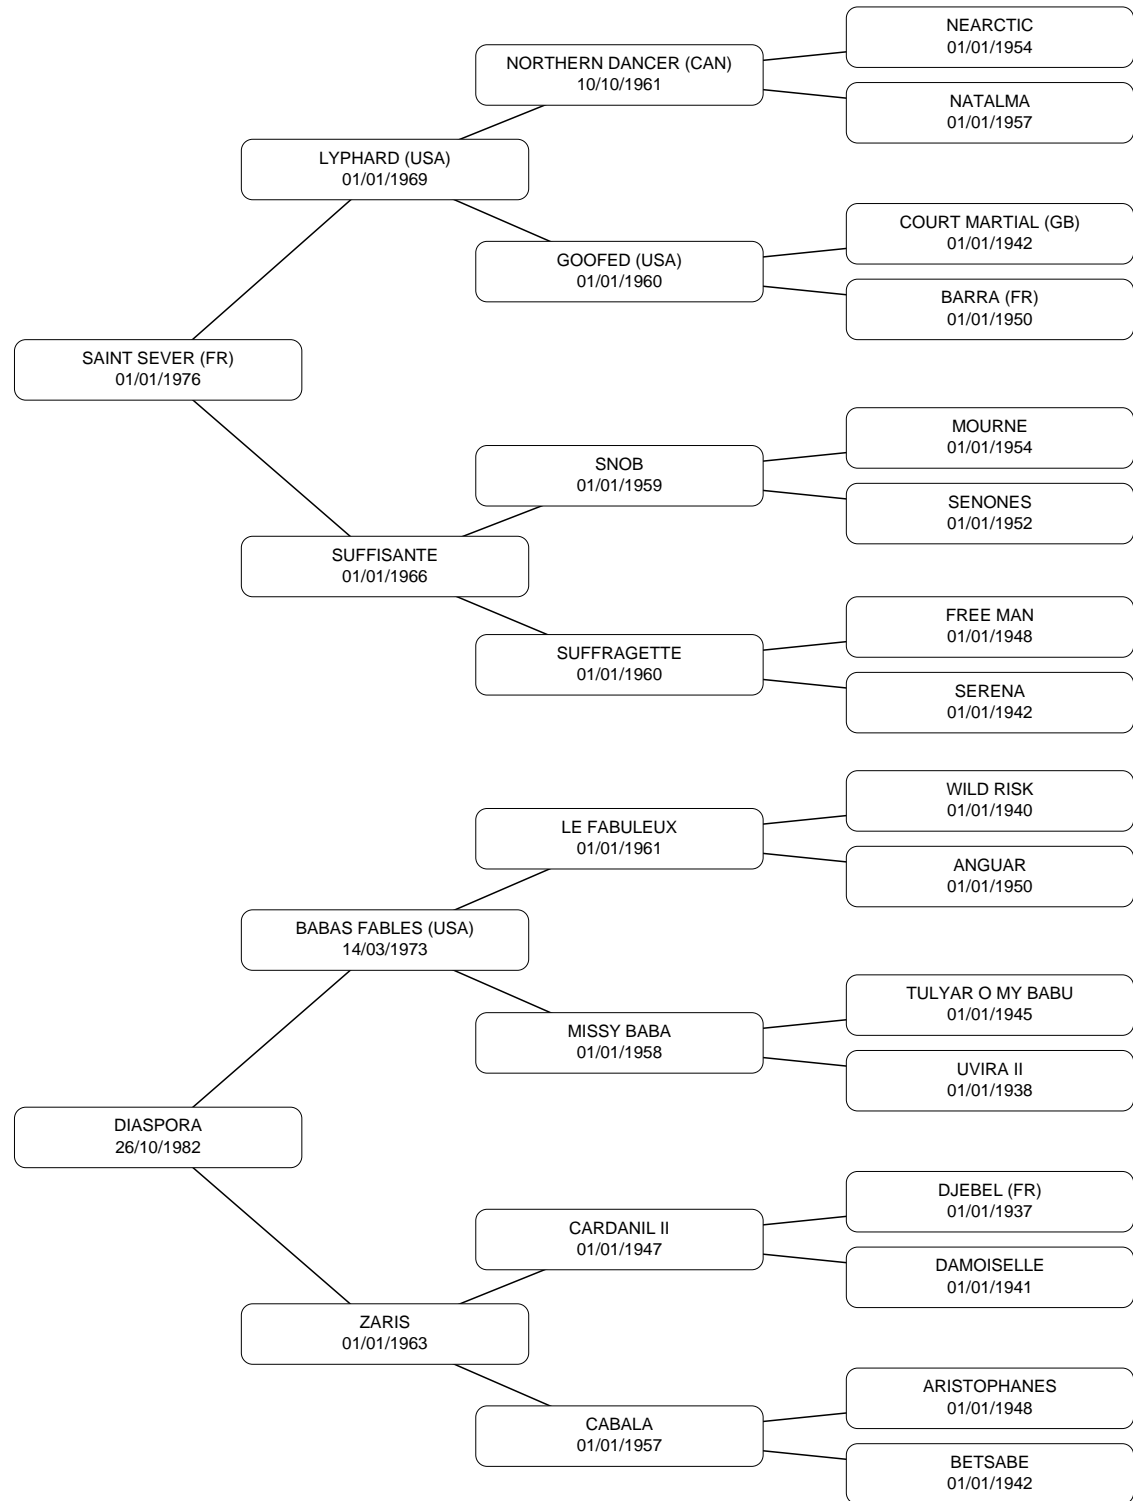 NEARCTIC
01/01/1954
NORTHERN DANCER (CAN)
10/10/1961
NATALMA
01/01/1957
LYPHARD (USA)
01/01/1969
COURT MARTIAL (GB)
01/01/1942
GOOFED (USA)
01/01/1960
BARRA (FR)
01/01/1950
SAINT SEVER (FR)
01/01/1976
MOURNE
01/01/1954
SNOB
01/01/1959
SENONES
01/01/1952
SUFFISANTE
01/01/1966
FREE MAN
01/01/1948
SUFFRAGETTE
01/01/1960
SERENA
01/01/1942
WILD RISK
01/01/1940
LE FABULEUX
01/01/1961
ANGUAR
01/01/1950
BABAS FABLES (USA)
14/03/1973
TULYAR O MY BABU
01/01/1945
MISSY BABA
01/01/1958
UVIRA II
01/01/1938
DIASPORA
26/10/1982
DJEBEL (FR)
01/01/1937
CARDANIL II
01/01/1947
DAMOISELLE
01/01/1941
ZARIS
01/01/1963
ARISTOPHANES
01/01/1948
CABALA
01/01/1957
BETSABE
01/01/1942